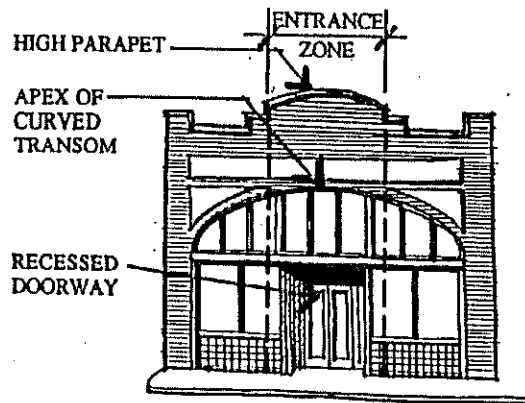 ENTRANCE
ZONE
HIGH PARAPET
APEX OF
CURVED
TRANSOM
RECESSED
DOORWAY